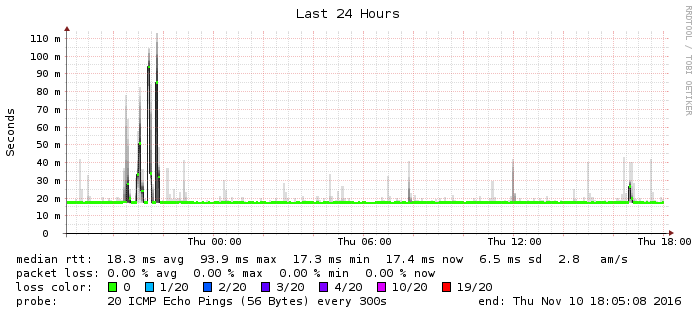 Last 24 Hours
RRDTOOL / TOBI OETIKER
Seconds
110 m
100 m
90 m
80 m
70 m
60 m
50 m
40 m
30 m
20 m
10 m
0
Thu 00:00 Thu 06:00 Thu 12:00 Thu 18:00
median rtt: 18.3 ms avg 93.9 ms max 17.3 ms min 17.4 ms now 6.5 ms sd 2.8 am/s
packet loss: 0.00 % avg 0.00 % max 0.00 % min 0.00 % now
loss color: 0 1/20 2/20 3/20 4/20 10/20 19/20
probe: 20 ICMP Echo Pings (56 Bytes) every 300s end: Thu Nov 10 18:05:08 2016